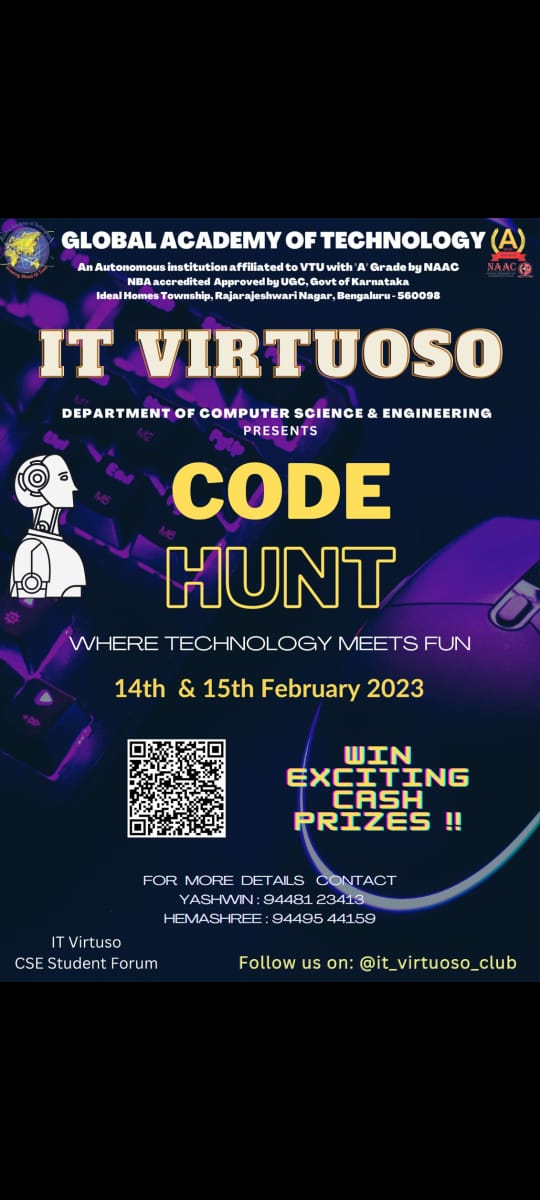 GLOBAL ACADEMY OF TECHNOLOGY
An Autonomous institution affiliated to VTU with 'A' Grade by NAAC
NBA accredited Approved by UGC, Govt of Karnataka
Ideal Homes Township, Rajarajeshwari Nagar, Bengaluru - 560098
A
NAAC
IT VIRTUOSO
DEPARTMENT OF COMPUTER SCIENCE & ENGINEERING
PRESENTS
CODE
HUNT
WHERE TECHNOLOGY MEETS FUN
14th & 15th February 2023
WIN
EXCITING
CASH
PRIZES !!
FOR MORE DETAILS CONTACT
YASHWIN : 94481 23413
HEMASHREE : 94495 44159
IT Virtuso
CSE Student Forum
Follow us on: @it_virtuoso_club